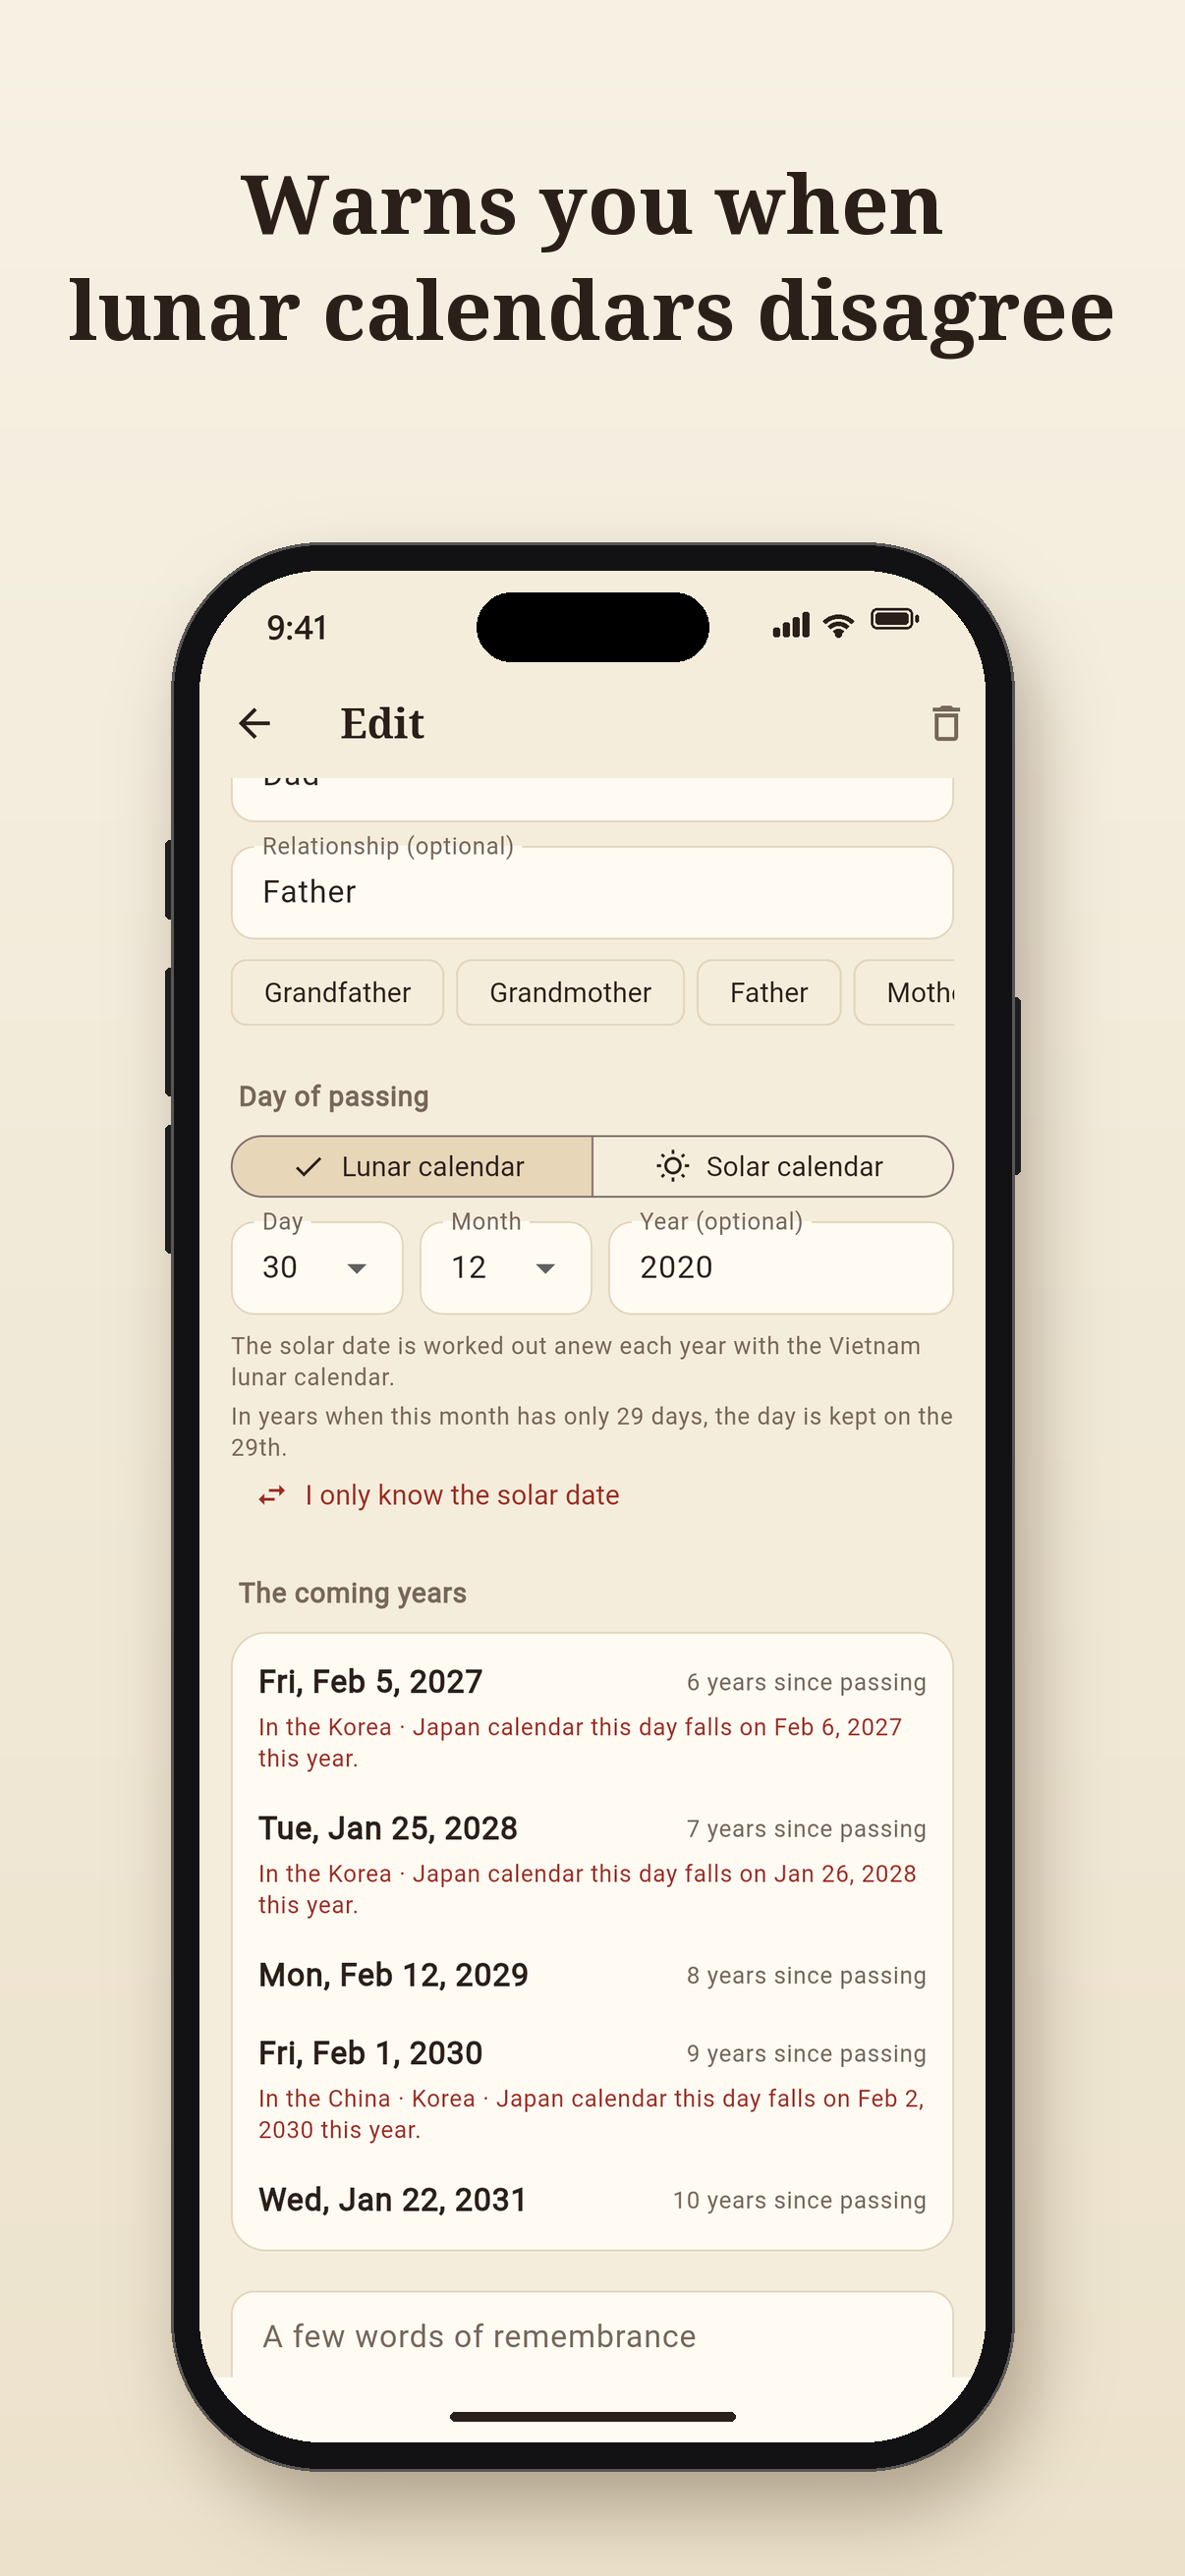 Warns you when
lunar calendars disagree
9:41
Edit
Dad
Relationship (optional)
Father
Grandfather
Grandmother
Father
Mothe
Day of passing
Lunar calendar
Solar calendar
Day
Month
Year (optional)
30
12
2020
The solar date is worked out anew each year with the Vietnam
lunar calendar.
In years when this month has only 29 days, the day is kept on the
29th.
I only know the solar date
The coming years
Fri, Feb 5, 2027
6 years since passing
In the Korea · Japan calendar this day falls on Feb 6, 2027
this year.
Tue, Jan 25, 2028
7 years since passing
In the Korea · Japan calendar this day falls on Jan 26, 2028
this year.
Mon, Feb 12, 2029
8 years since passing
Fri, Feb 1, 2030
9 years since passing
In the China · Korea · Japan calendar this day falls on Feb 2,
2030 this year.
Wed, Jan 22, 2031
10 years since passing
A few words of remembrance